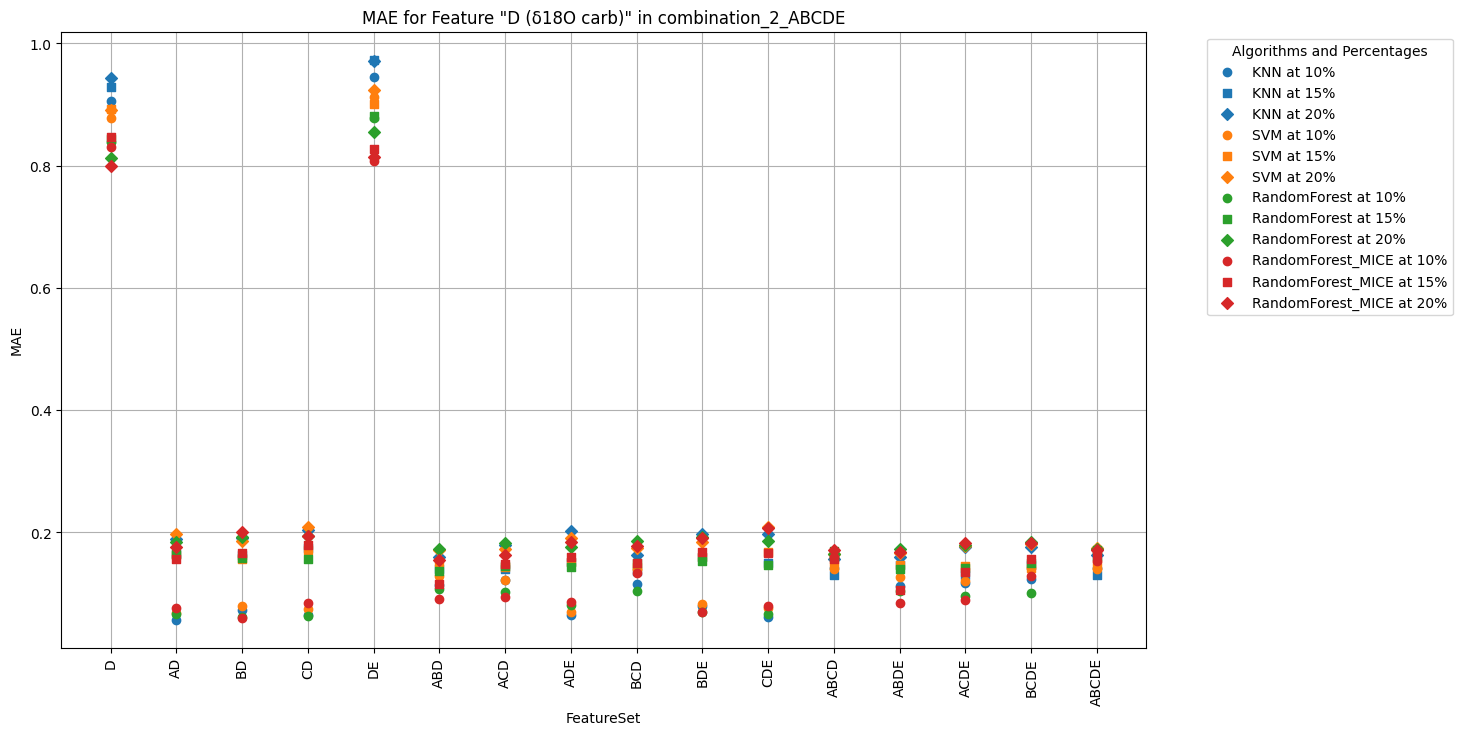 MAE for Feature "D (δ18O carb)" in combination_2_ABCDE
MAE
1.0
0.8
0.6
0.4
0.2
D
AD
BD
CD
DE
ABD
ACD
ADE
BCD
BDE
CDE
ABCD
ABDE
ACDE
BCDE
ABCDE
FeatureSet
Algorithms and Percentages
KNN at 10%
KNN at 15%
KNN at 20%
SVM at 10%
SVM at 15%
SVM at 20%
RandomForest at 10%
RandomForest at 15%
RandomForest at 20%
RandomForest_MICE at 10%
RandomForest_MICE at 15%
RandomForest_MICE at 20%